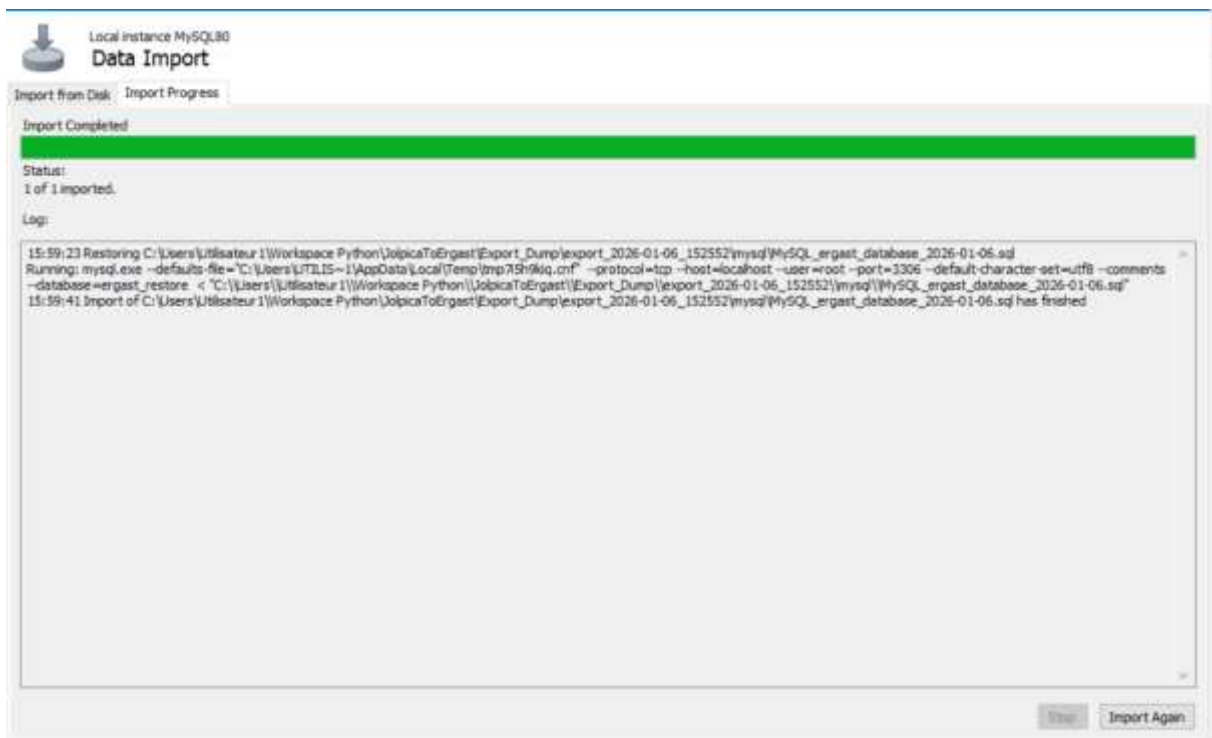 Local instance MySQL80
Data Import
Import from Disk Import Progress
Import Completed
Status:
1 of 1 imported.
Log:
15:59:23 Restoring C:\Users\Utilisateur1\Workspace Python\JolpicaToErgast\Export_Dump\export_2026-01-06_152552\mysql\MySQL_ergast_database_2026-01-06.sql
Running: mysql.exe --defaults-file="C:\Users\UTILIS~1\AppData\Local\Temp\ --protocol=tcp --host=localhost --user=root --port=3306 --default-character-set=utf8 --comments
--database=ergast_restore < "C:\\Users\\Utilisateur1\\Workspace Python\\JolpicaToErgast\\Export_Dump\\export_2026-01-06_152552\\mysql\\MySQL_ergast_database_2026-01-06.sql"
15:59:41 Import of C:\Users\Utilisateur1\Workspace Python\JolpicaToErgast\Export_Dump\export_2026-01-06_152552\mysql\MySQL_ergast_database_2026-01-06.sql has finished
Stop Import Again